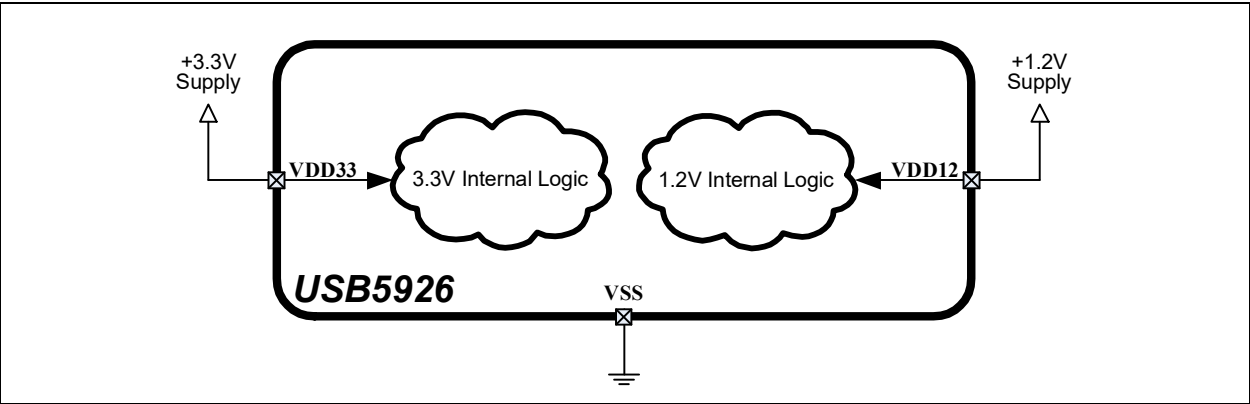 +3.3V
Supply
+1.2V
Supply
VDD33
3.3V Internal Logic
1.2V Internal Logic
VDD12
USB5926
VSS